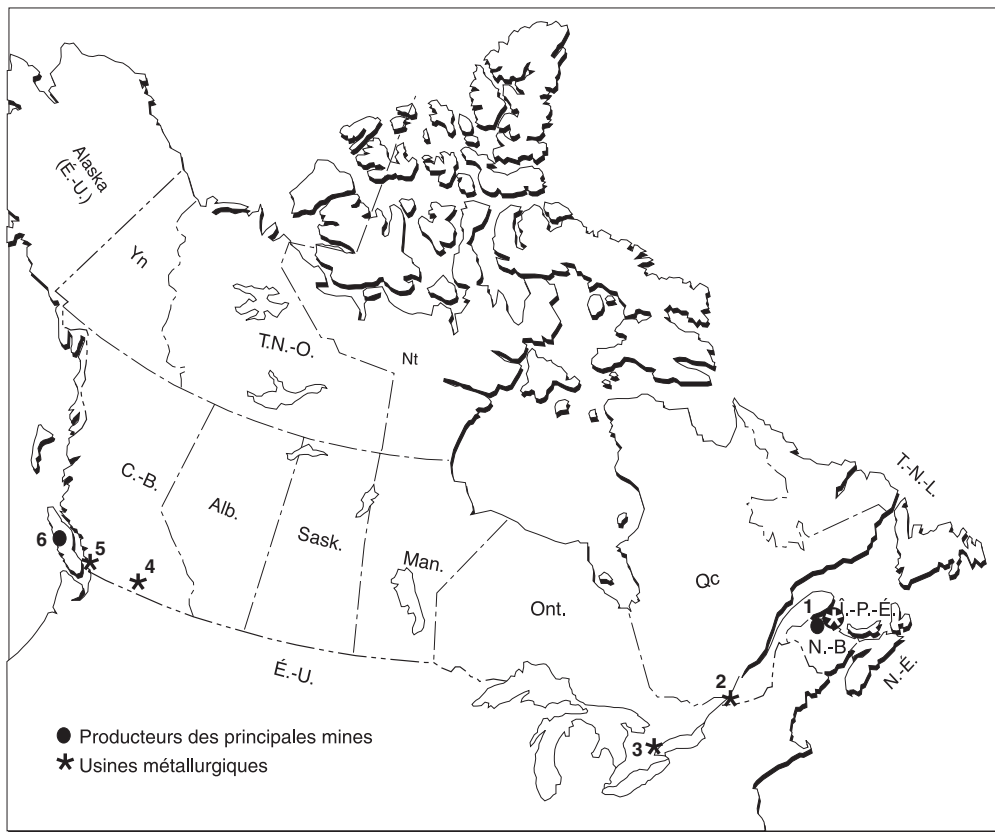 Alaska
(É.-U.)
Yn
T.N.-O.
Nt
C.-B.
Alb.
Sask.
Man.
Ont.
Qc
T.-N.-L.
6
5
4
1
Î.-P.-É.
N.-B.
N.-É.
É.-U.
2
3
Producteurs des principales mines
Usines métallurgiques